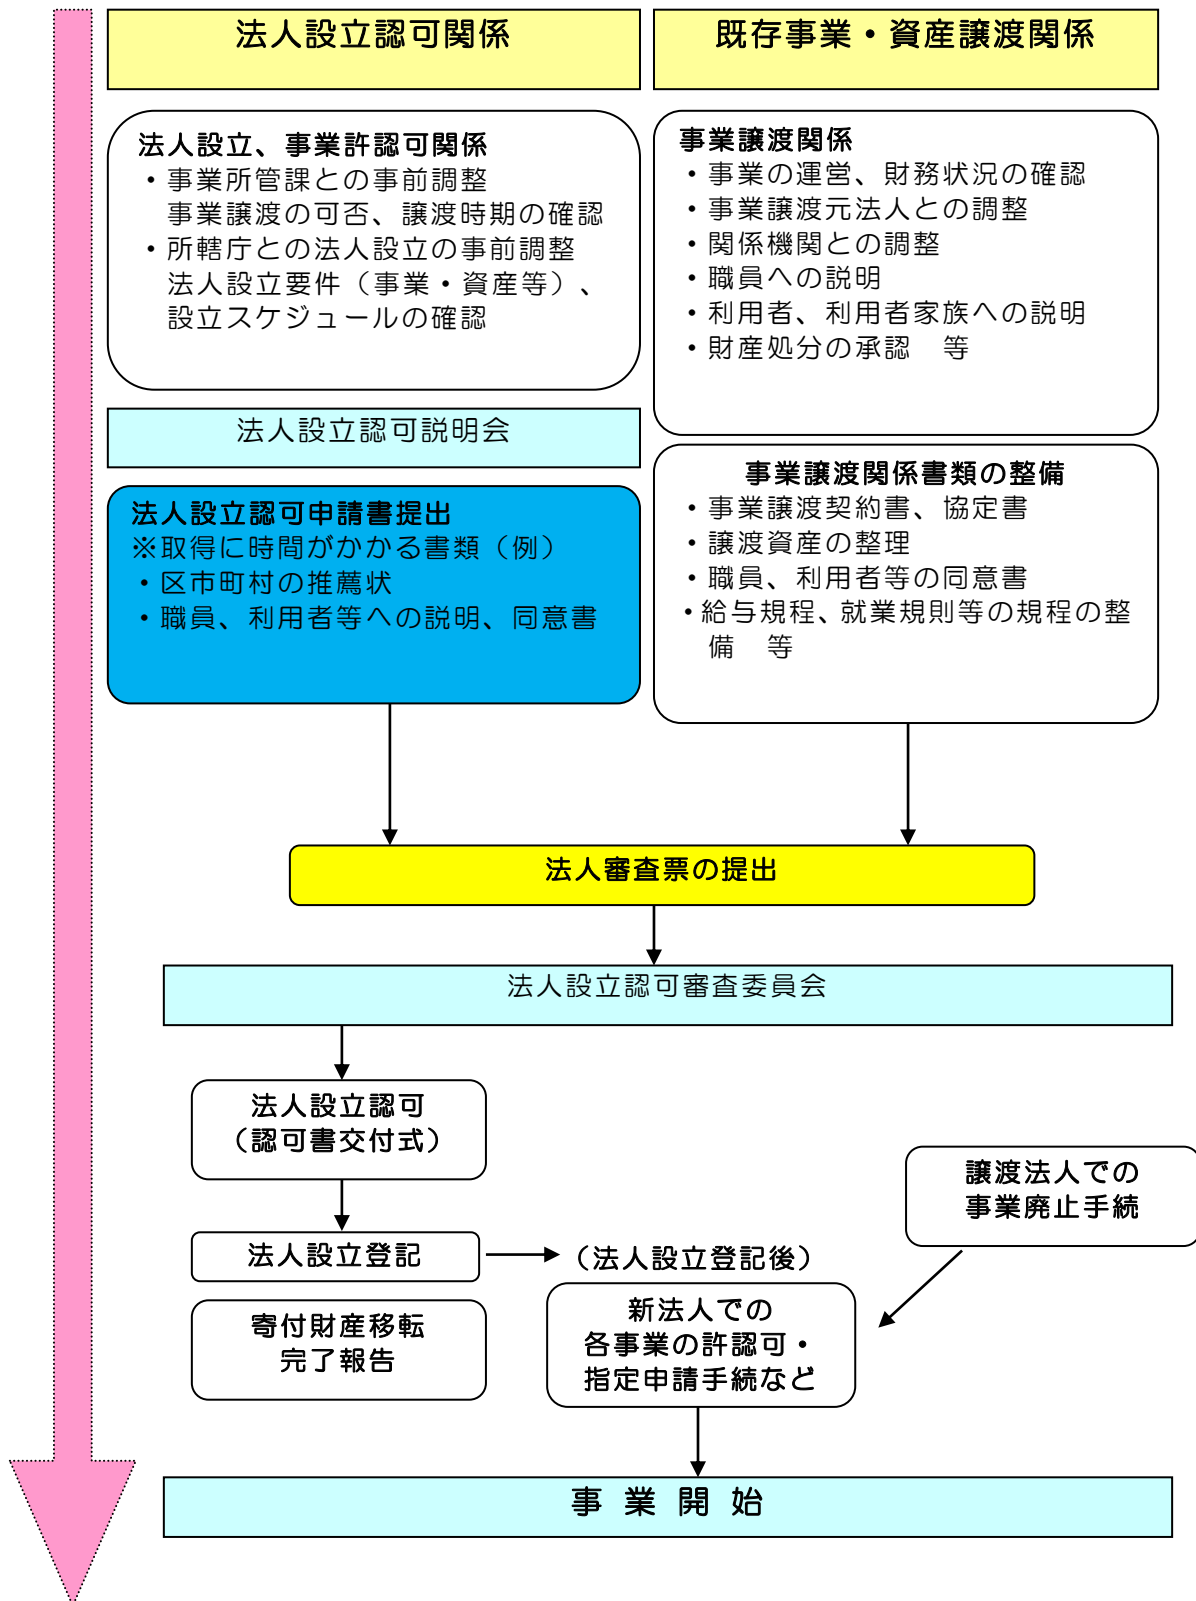 法人設立認可関係
既存事業・資産譲渡関係
法人設立、事業許認可関係
・事業所管課との事前調整
事業譲渡の可否、譲渡時期の確認
・所轄庁との法人設立の事前調整
法人設立要件（事業・資産等）、
設立スケジュールの確認
事業譲渡関係
・事業の運営、財務状況の確認
・事業譲渡元法人との調整
・関係機関との調整
・職員への説明
・利用者、利用者家族への説明
・財産処分の承認　等
法人設立認可説明会
法人設立認可申請書提出
※取得に時間がかかる書類（例）
・区市町村の推薦状
・職員、利用者等への説明、同意書
事業譲渡関係書類の整備
・事業譲渡契約書、協定書
・譲渡資産の整理
・職員、利用者等の同意書
・給与規程、就業規則等の規程の整
備　等
法人審査票の提出
法人設立認可審査委員会
法人設立認可
（認可書交付式）
譲渡法人での
事業廃止手続
法人設立登記
（法人設立登記後）
寄付財産移転
完了報告
新法人での
各事業の許認可・
指定申請手続など
事 業 開 始